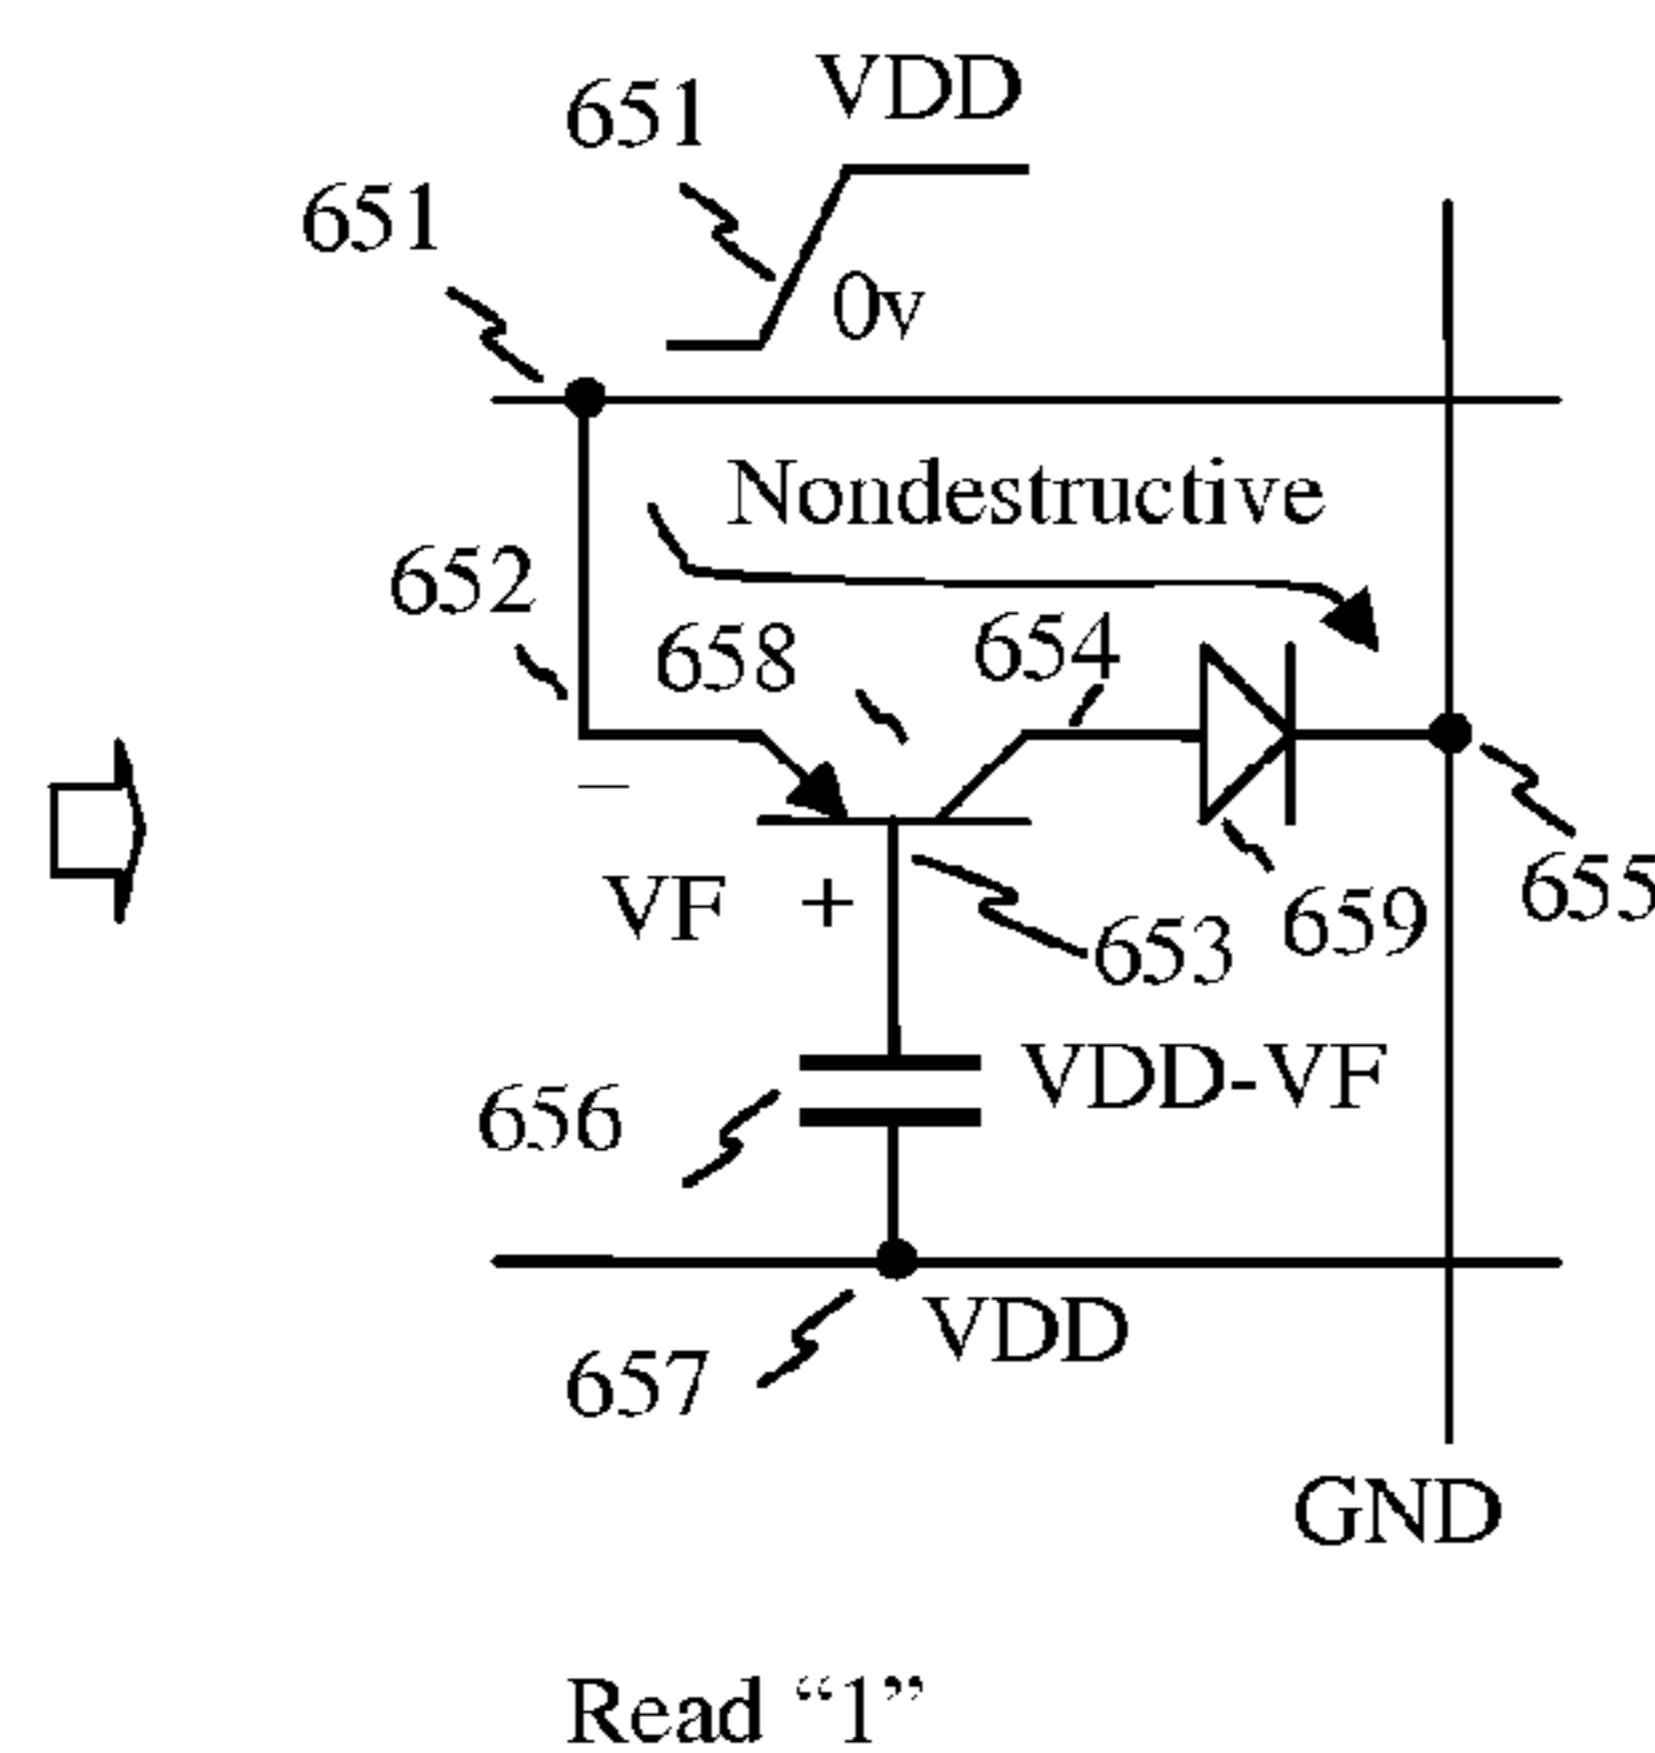 VDD
651
651
0v
Nondestructive
652
658
654
–
VF
+
653
659
655
656
VDD-VF
657
VDD
GND
Read “1”